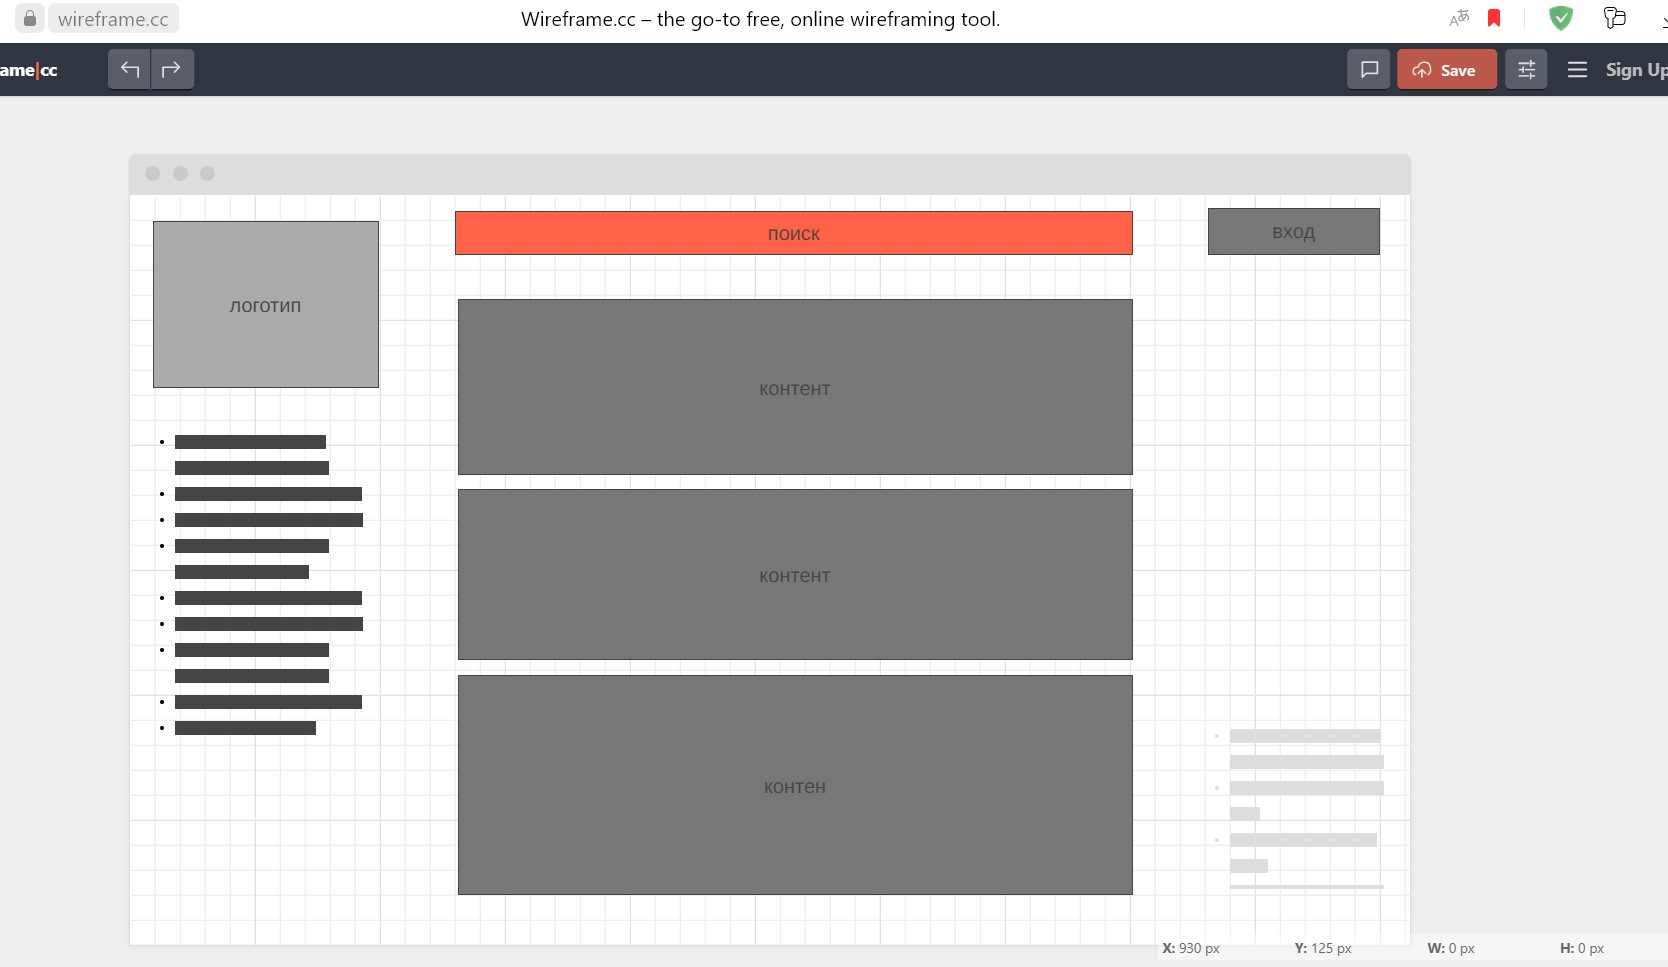 wireframe.cc
Wireframe.cc – the go-to free, online wireframing tool.
ame|cc
Save
Sign Up
поиск
вход
логотип
контент
контент
контен
X: 930 px Y: 125 px W: 0 px H: 0 px